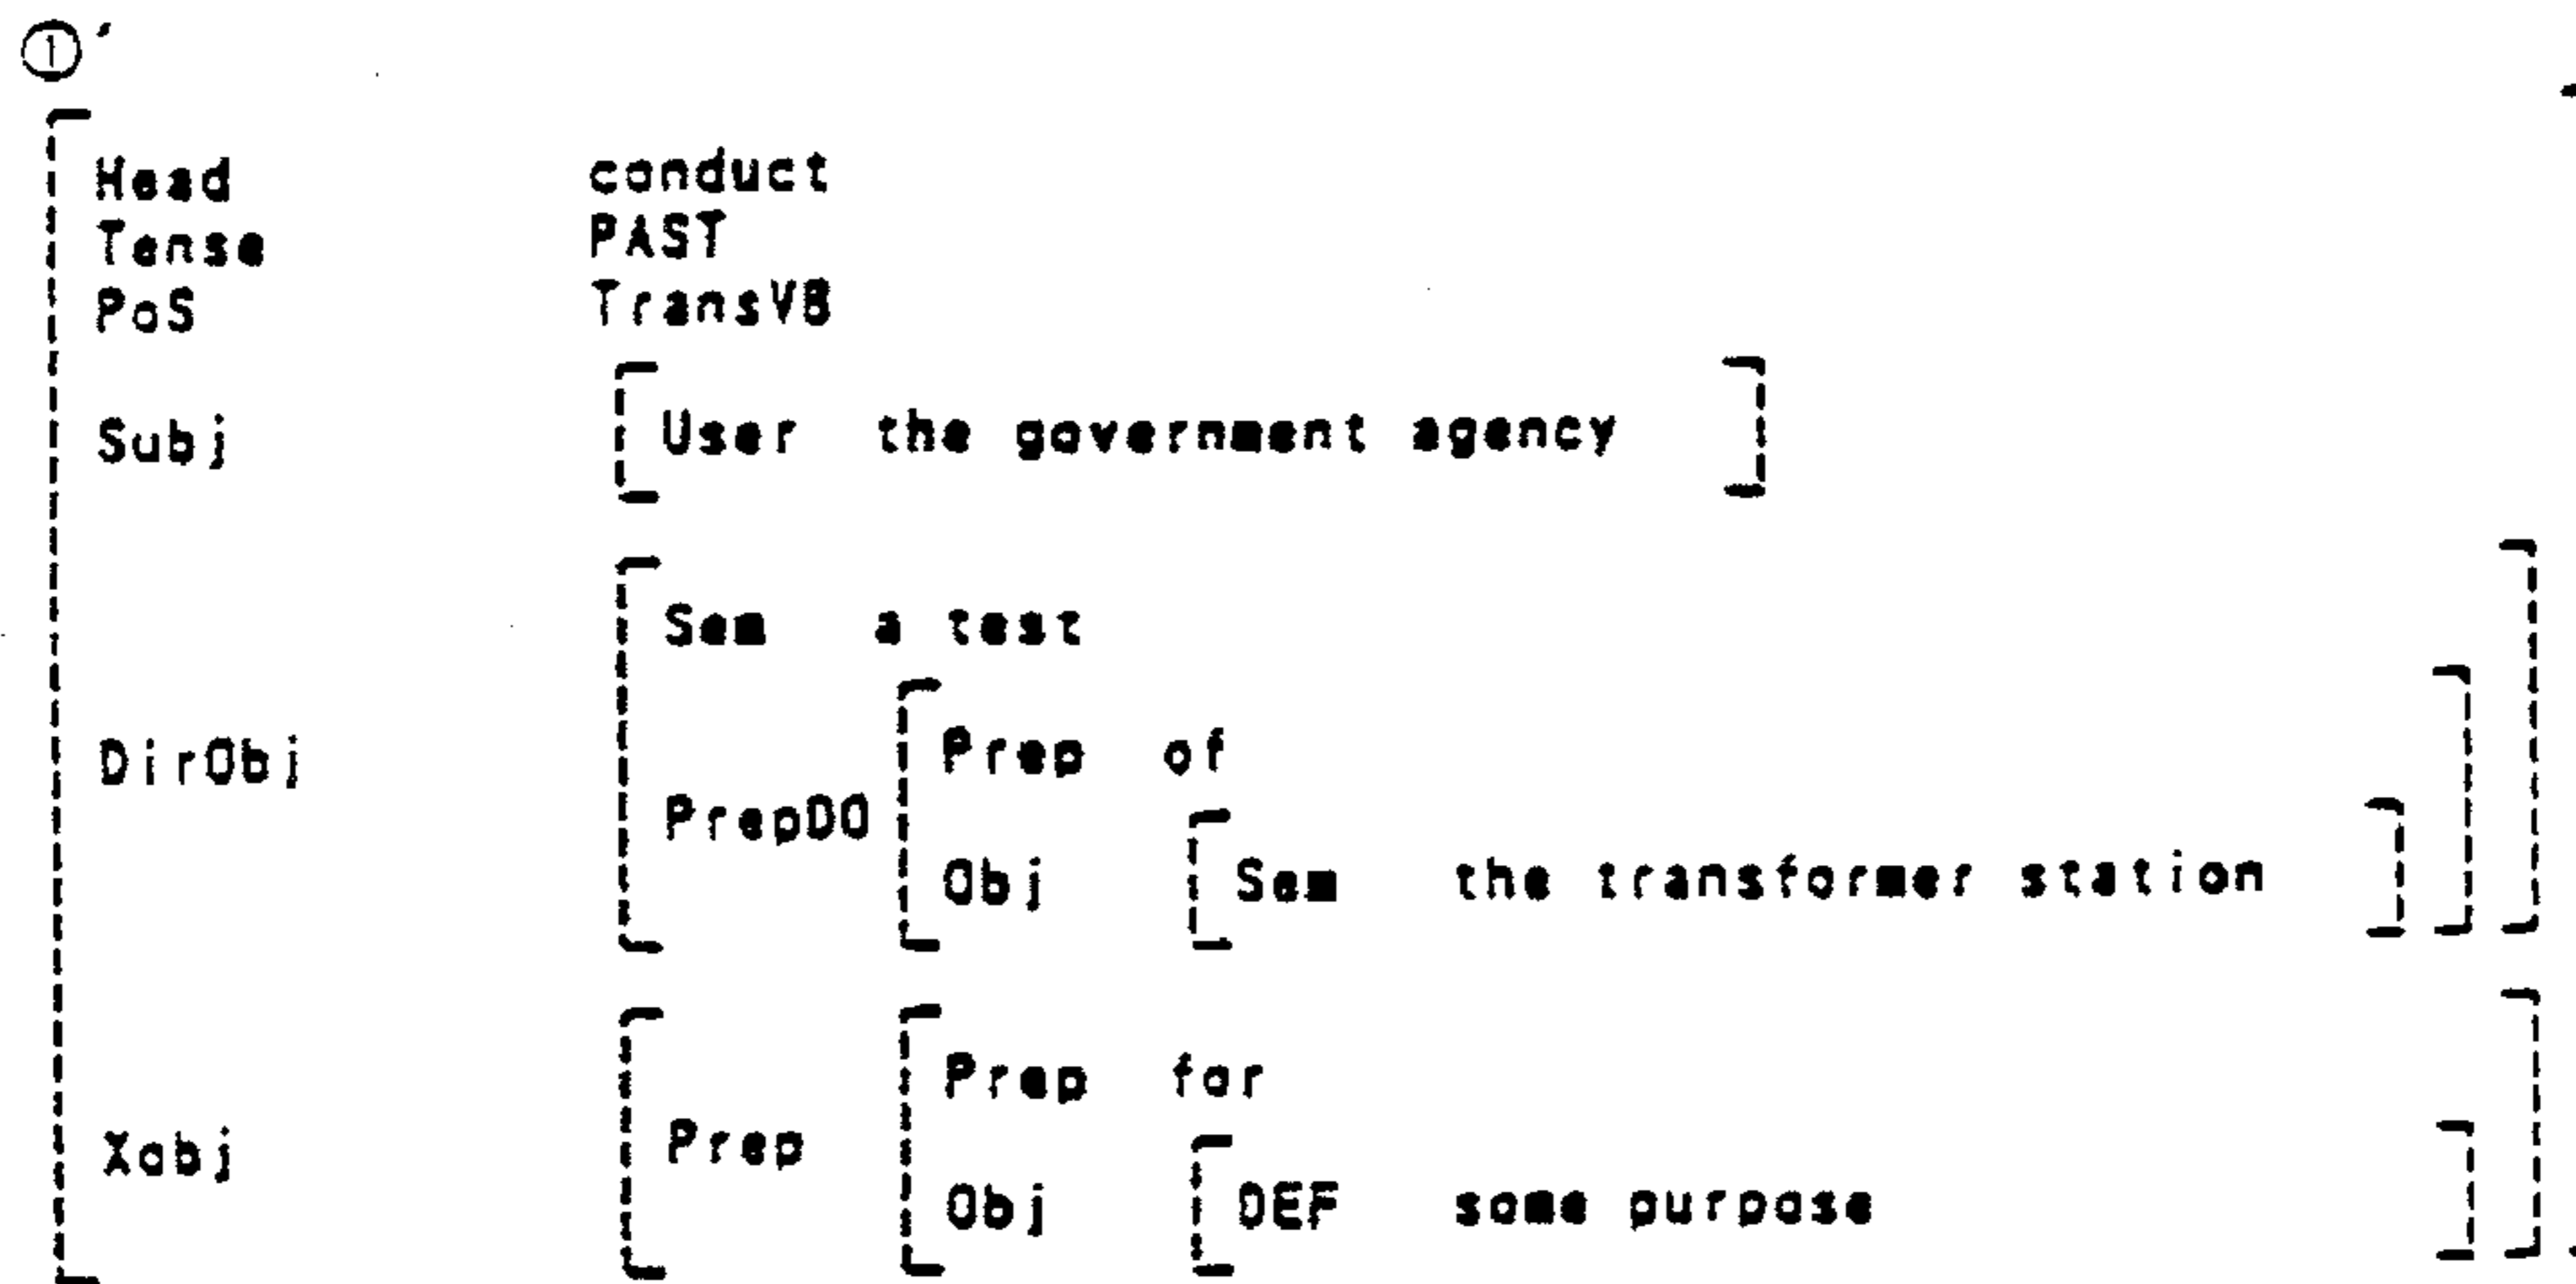 ①'
Head conduct
Tense PAST
PoS TransVB
Subj User the government agency
Sem a test
Prep of
DirObj
PrepDO
Obj Sem the transformer station
Prep for
Xobj Prep
Obj DEF some purpose